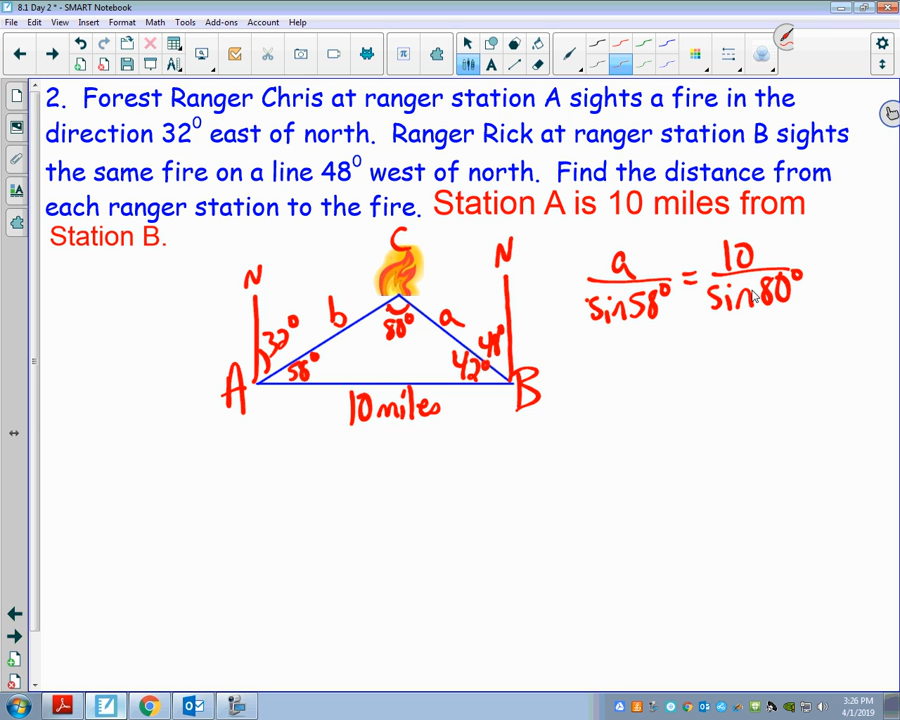 8.1 Day 2 - SMART Notebook
File Edit View Insert Format Math Tools Add-ons Account Help
2. Forest Ranger Chris at ranger station A sights a fire in the
direction 32⁰ east of north. Ranger Rick at ranger station B sights
the same fire on a line 48⁰ west of north. Find the distance from
each ranger station to the fire. Station A is 10 miles from
Station B.
C
N
N
a/sin58° = 10/sin80°
b
a
32°
80°
48°
58°
42°
A
B
10 miles
3:26 PM
4/1/2019